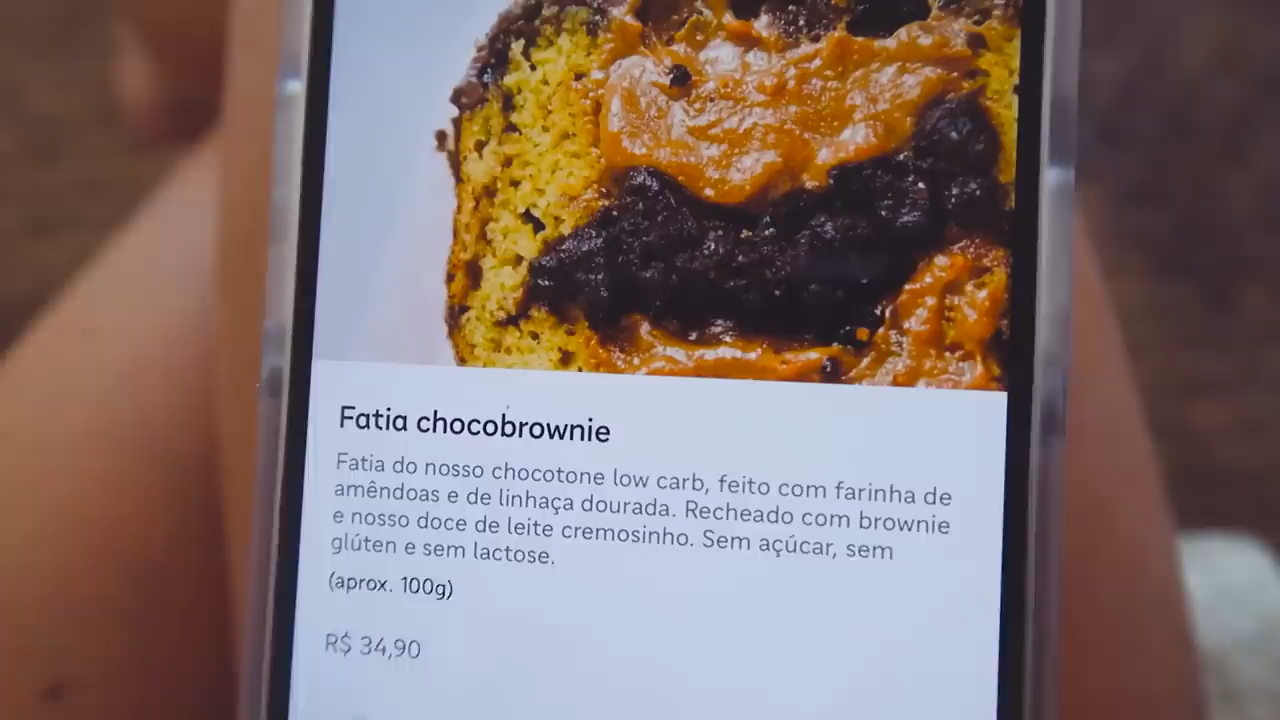 Fatia chocobrownie
Fatia do nosso chocotone low carb, feito com farinha de
amêndoas e de linhaça dourada. Recheado com brownie
e nosso doce de leite cremosinho. Sem açúcar, sem
glúten e sem lactose.
(aprox. 100g)
R$ 34,90